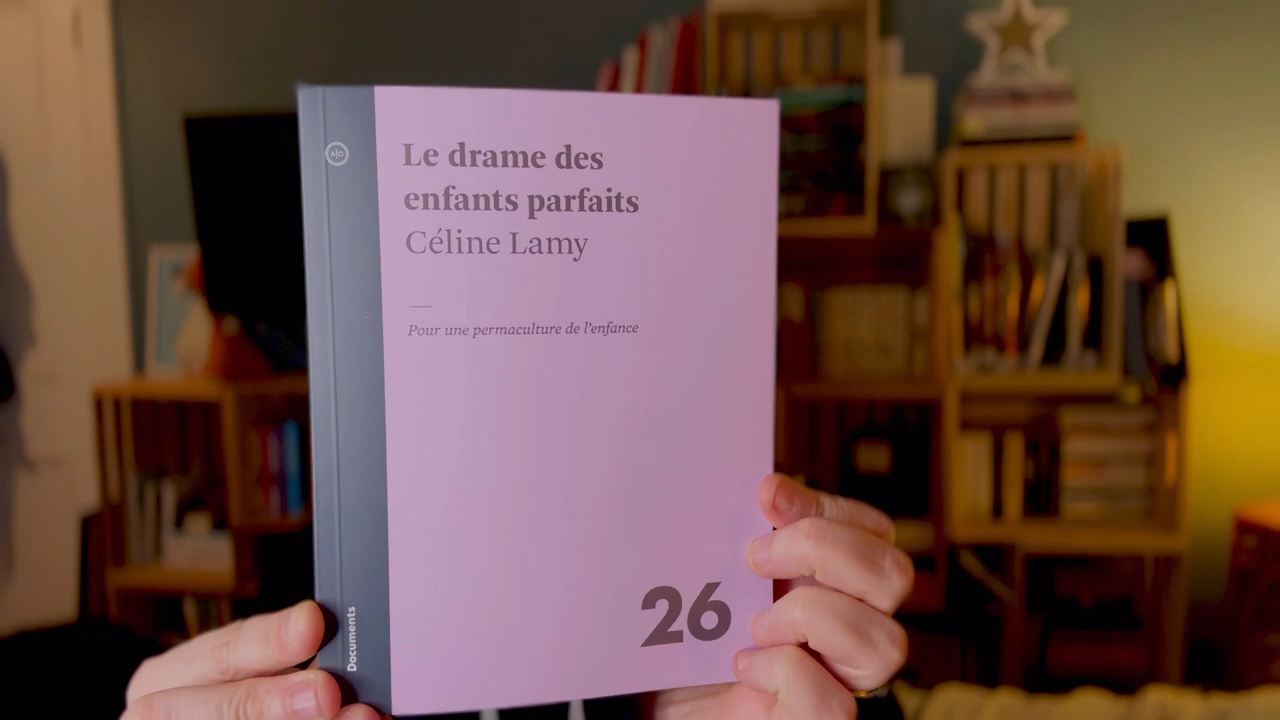 Le drame des
enfants parfaits
Céline Lamy
Pour une permaculture de l'enfance
26
Documents